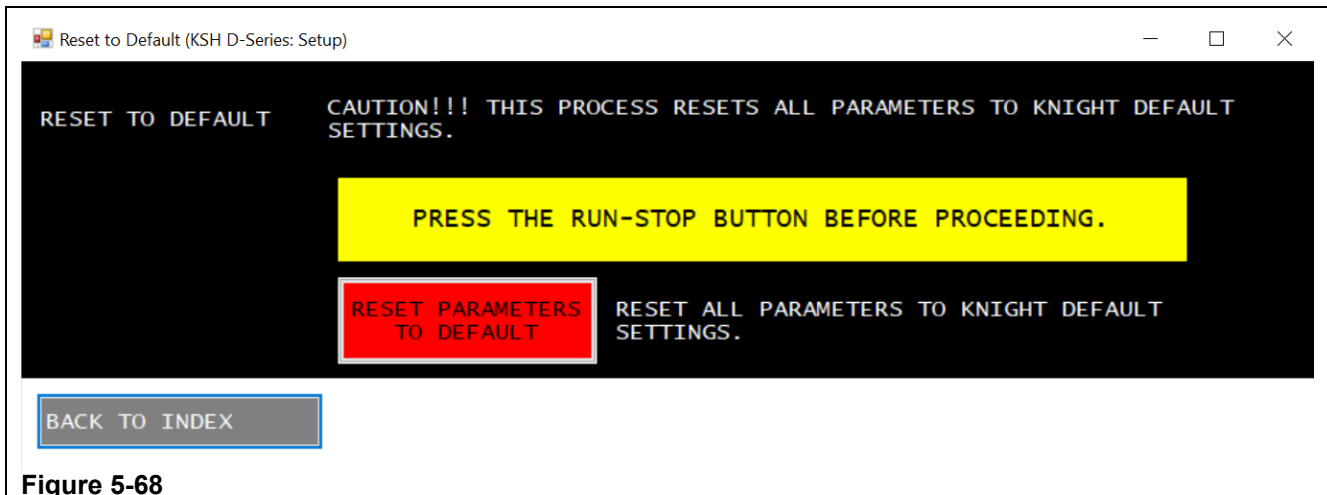 Reset to Default (KSH D-Series: Setup)
RESET TO DEFAULT
CAUTION!!! THIS PROCESS RESETS ALL PARAMETERS TO KNIGHT DEFAULT
SETTINGS.
PRESS THE RUN-STOP BUTTON BEFORE PROCEEDING.
RESET PARAMETERS
TO DEFAULT
RESET ALL PARAMETERS TO KNIGHT DEFAULT
SETTINGS.
BACK TO INDEX
Figure 5-68